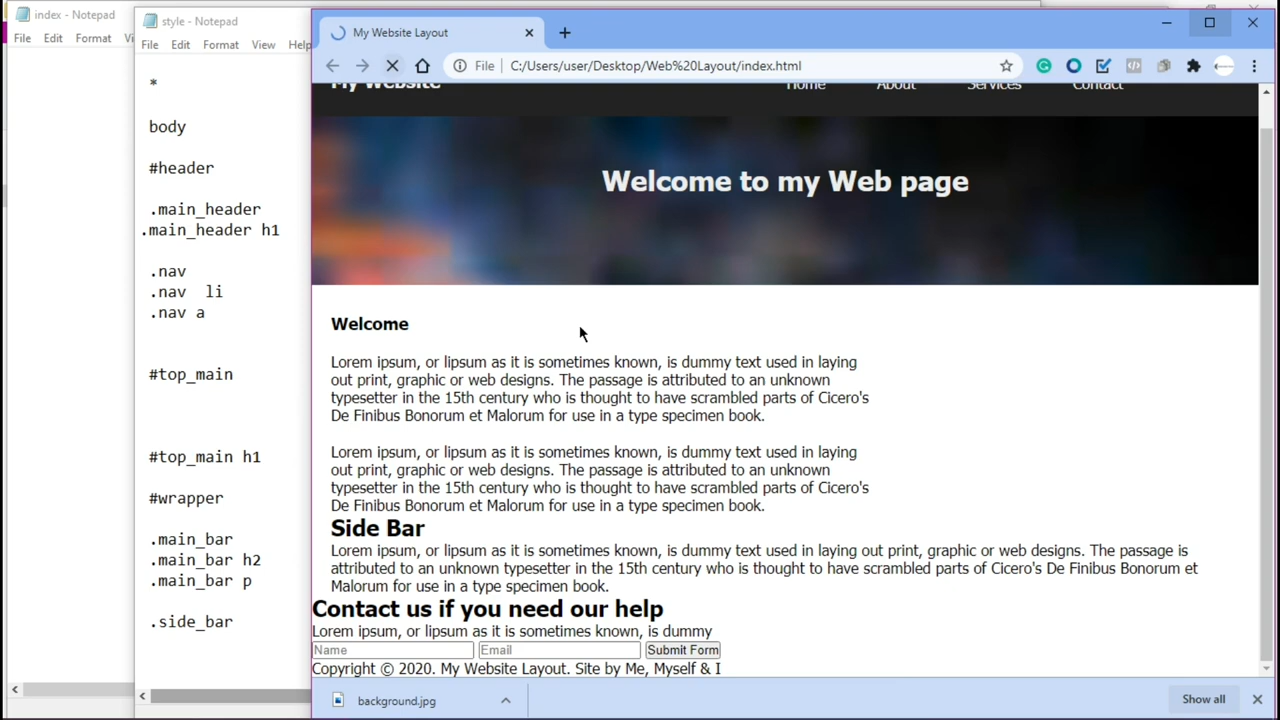 index - Notepad
File Edit Format Vi
style - Notepad
File Edit Format View Help
*
body
#header
.main_header
.main_header h1
.nav
.nav li
.nav a
#top_main
#top_main h1
#wrapper
.main_bar
.main_bar h2
.main_bar p
.side_bar
My Website Layout
File C:/Users/user/Desktop/Web%20Layout/index.html
My Website Home About Services Contact
Welcome to my Web page
Welcome
Lorem ipsum, or lipsum as it is sometimes known, is dummy text used in laying
out print, graphic or web designs. The passage is attributed to an unknown
typesetter in the 15th century who is thought to have scrambled parts of Cicero's
De Finibus Bonorum et Malorum for use in a type specimen book.
Lorem ipsum, or lipsum as it is sometimes known, is dummy text used in laying
out print, graphic or web designs. The passage is attributed to an unknown
typesetter in the 15th century who is thought to have scrambled parts of Cicero's
De Finibus Bonorum et Malorum for use in a type specimen book.
Side Bar
Lorem ipsum, or lipsum as it is sometimes known, is dummy text used in laying out print, graphic or web designs. The passage is
attributed to an unknown typesetter in the 15th century who is thought to have scrambled parts of Cicero's De Finibus Bonorum et
Malorum for use in a type specimen book.
Contact us if you need our help
Lorem ipsum, or lipsum as it is sometimes known, is dummy
Name Email Submit Form
Copyright © 2020. My Website Layout. Site by Me, Myself & I
background.jpg
Show all